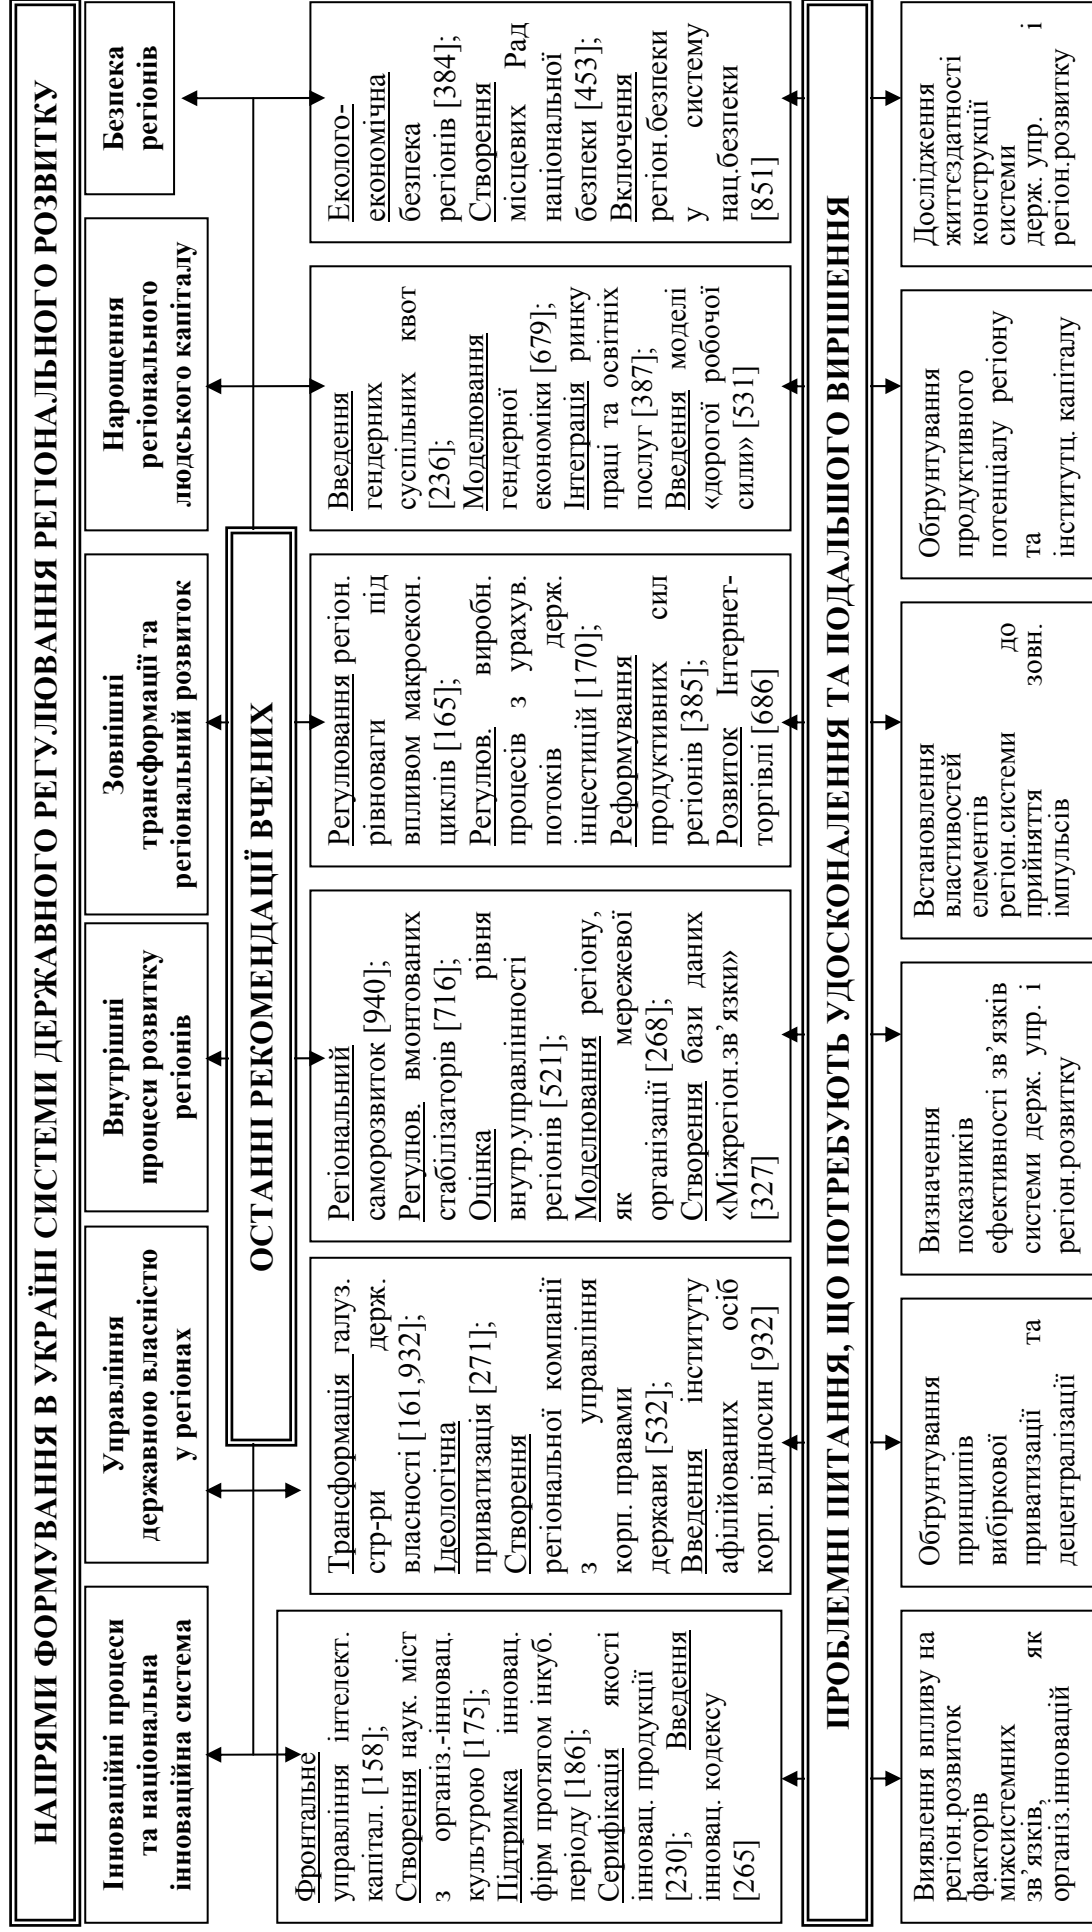 НАПРЯМИ ФОРМУВАННЯ В УКРАЇНІ СИСТЕМИ ДЕРЖАВНОГО РЕГУЛЮВАННЯ РЕГІОНАЛЬНОГО РОЗВИТКУ
Інноваційні процеси
та національна
інноваційна система
Управління
державною власністю
у регіонах
Внутрішні
процеси розвитку
регіонів
Зовнішні
трансформації та
регіональний розвиток
Нарощення
регіонального
людського капіталу
Безпека
регіонів
ОСТАННІ РЕКОМЕНДАЦІЇ ВЧЕНИХ
Фронтальне
управління інтелект.
капітал. [158];
Створення наук. міст
з організ.-інновац.
культурою [175];
Підтримка інновац.
фірм протягом інкуб.
періоду [186];
Серифікація якості
інновац. продукції
[230]; Введення
інновац. кодексу
[265]
Трансформація галуз.
стр-ри держ.
власності [161,932];
Ідеологічна
приватизація [271];
Створення
регіональної компанії
з управління
корп. правами
держави [532];
Введення інституту
афілійованих осіб
корп. відносин [932]
Регіональний
саморозвиток [940];
Регулюв. вмонтованих
стабілізаторів [716];
Оцінка рівня
внутр.управлінності
регіонів [521];
Моделювання регіону,
як мережевої
організації [268];
Створення бази даних
«Міжрегіон.зв’язки»
[327]
Регулювання регіон.
рівноваги під
впливом макроекон.
циклів [165];
Регулюв. виробн.
процесів з урахув.
потоків держ.
інцестицій [170];
Реформування
продуктивних сил
регіонів [385];
Розвиток Інтернет-
торгівлі [686]
Введення
гендерних
суспільних квот
[236];
Моделювання
гендерної
економіки [679];
Інтеграція ринку
праці та освітніх
послуг [387];
Введення моделі
«дорогої робочої
сили» [531]
Еколого-
економічна
безпека
регіонів [384];
Створення
місцевих Рад
національної
безпеки [453];
Включення
регіон.безпеки
у систему
нац.безпеки
[851]
ПРОБЛЕМНІ ПИТАННЯ, ЩО ПОТРЕБУЮТЬ УДОСКОНАЛЕННЯ ТА ПОДАЛЬШОГО ВИРІШЕННЯ
Виявлення впливу на
регіон.розвиток
факторів
міжсистемних
зв’язків, як
організ.інновацій
Обґрунтування
принципів
вибіркової
приватизації та
децентралізації
Визначення
показників
ефективності зв’язків
системи держ. упр. і
регіон.розвитку
Встановлення
властивостей
елементів
регіон.системи до
прийняття зовн.
імпульсів
Обґрунтування
продуктивного
потенціалу регіону
та
інститутц. капіталу
Дослідження
життєздатності
конструкції
системи
держ. упр. і
регіон.розвитку